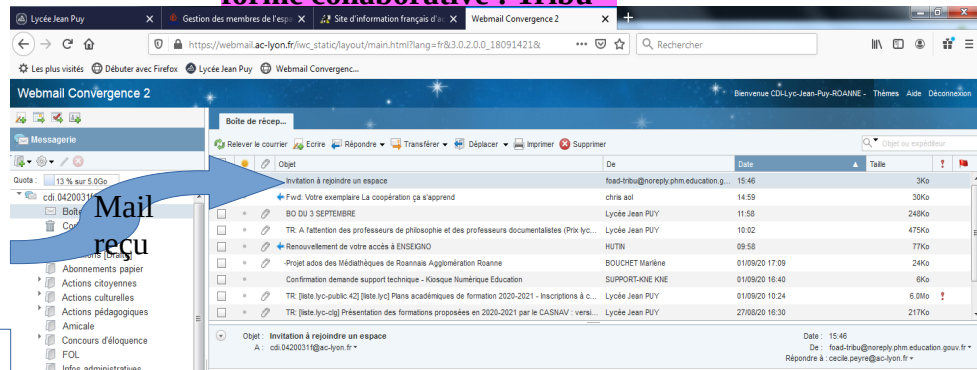 forme collaborative : Tribu
Lycée Jean Puy
Gestion des membres de l'espa
Site d'information français d'ac
Webmail Convergence 2
https://webmail.ac-lyon.fr/iwc_static/layout/main.html?lang=fr&3.0.2.0.0_18091421&
Rechercher
Les plus visités Débuter avec Firefox Lycée Jean Puy Webmail Convergenc...
Webmail Convergence 2
Bienvenue CDI-Lyc-Jean-Puy-ROANNE - Thèmes Aide Déconnexion
Boîte de récep...
Messagerie
Relever le courrier Ecrire Répondre Transférer Déplacer Imprimer Supprimer
Objet ou expéditeur
Quota : 13 % sur 5.0Go
cdi.0420031f
Boît
Co
[Draft]
Abonnements papier
Actions citoyennes
Actions culturelles
Actions pédagogiques
Amicale
Concours d'éloquence
FOL
Infos administratives
Mail
reçu
Objet De Date Taille
Invitation à rejoindre un espace foad-tribu@noreply.phm.education.g... 15:46 3Ko
Fwd: Votre exemplaire La coopération ça s'apprend chris aol 14:59 30Ko
BO DU 3 SEPTEMBRE Lycée Jean PUY 11:58 248Ko
TR: A l'attention des professeurs de philosophie et des professeurs documentalistes (Prix lyc... Lycée Jean PUY 10:02 475Ko
Renouvellement de votre accès à ENSEIGNO HUTIN 09:58 77Ko
-Projet ados des Médiathèques de Roannais Agglomération Roanne BOUCHET Marlène 01/09/20 17:09 24Ko
Confirmation demande support technique - Kiosque Numérique Education SUPPORT-KNE KNE 01/09/20 16:40 6Ko
TR: [liste.lyc-public.42] [liste.lyc] Plans académiques de formation 2020-2021 - Inscriptions à c... Lycée Jean PUY 01/09/20 10:24 6.0Mo
TR: [liste.lyc-clg] Présentation des formations proposées en 2020-2021 par le CASNAV : versi... Lycée Jean PUY 27/08/20 16:30 217Ko
Objet : Invitation à rejoindre un espace
A : cdi.0420031f@ac-lyon.fr
Date : 15:46
De : foad-tribu@noreply.phm.education.gouv.fr
Répondre à : cecile.peyre@ac-lyon.fr